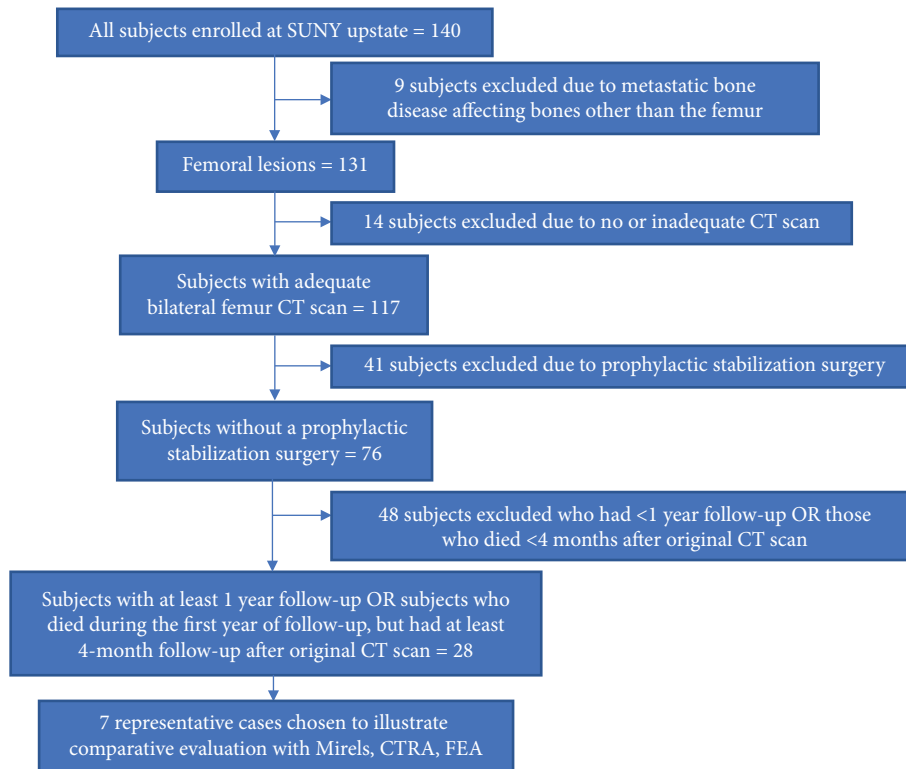 All subjects enrolled at SUNY upstate = 140
9 subjects excluded due to metastatic bone
disease affecting bones other than the femur
Femoral lesions = 131
14 subjects excluded due to no or inadequate CT scan
Subjects with adequate
bilateral femur CT scan = 117
41 subjects excluded due to prophylactic stabilization surgery
Subjects without a prophylactic
stabilization surgery = 76
48 subjects excluded who had <1 year follow-up OR those
who died <4 months after original CT scan
Subjects with at least 1 year follow-up OR subjects who
died during the first year of follow-up, but had at least
4-month follow-up after original CT scan = 28
7 representative cases chosen to illustrate
comparative evaluation with Mirels, CTRA, FEA